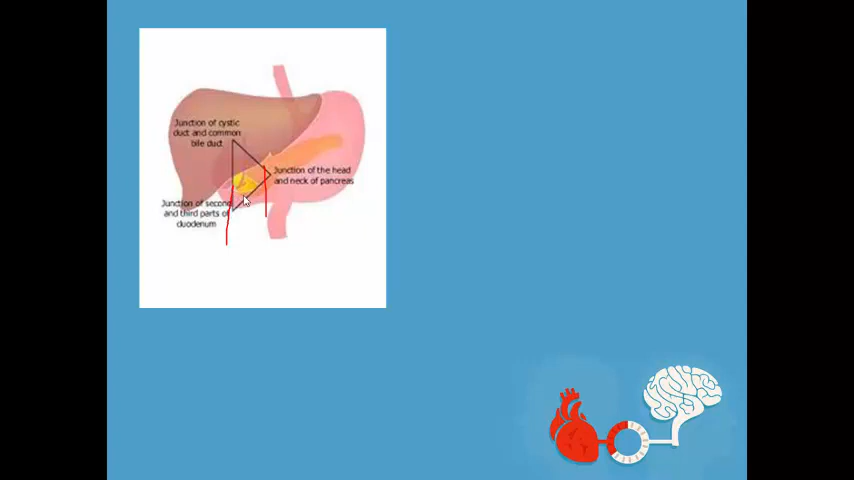 Junction of cystic
duct and common
bile duct
Junction of the head
and neck of pancreas
Junction of second
and third parts of
duodenum